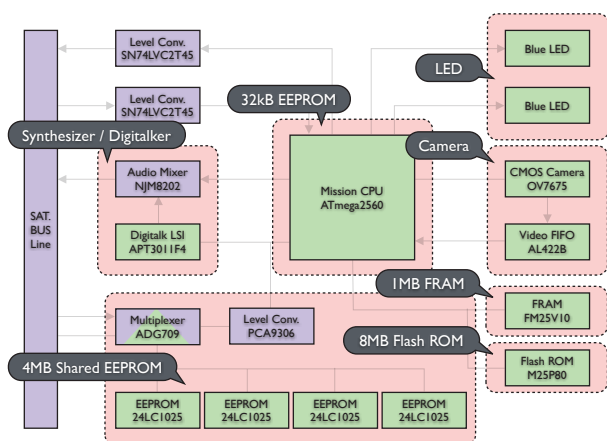 Level Conv.
SN74LVC2T45
Blue LED
LED
Level Conv.
SN74LVC2T45
32kB EEPROM
Blue LED
Synthesizer / Digitalker
Camera
Audio Mixer
NJM8202
Mission CPU
ATmega2560
CMOS Camera
OV7675
SAT.
BUS
Line
Digitalk LSI
APT3011F4
Video FIFO
AL422B
1MB FRAM
Multiplexer
ADG709
Level Conv.
PCA9306
FRAM
FM25V10
8MB Flash ROM
4MB Shared EEPROM
Flash ROM
M25P80
EEPROM
24LC1025
EEPROM
24LC1025
EEPROM
24LC1025
EEPROM
24LC1025